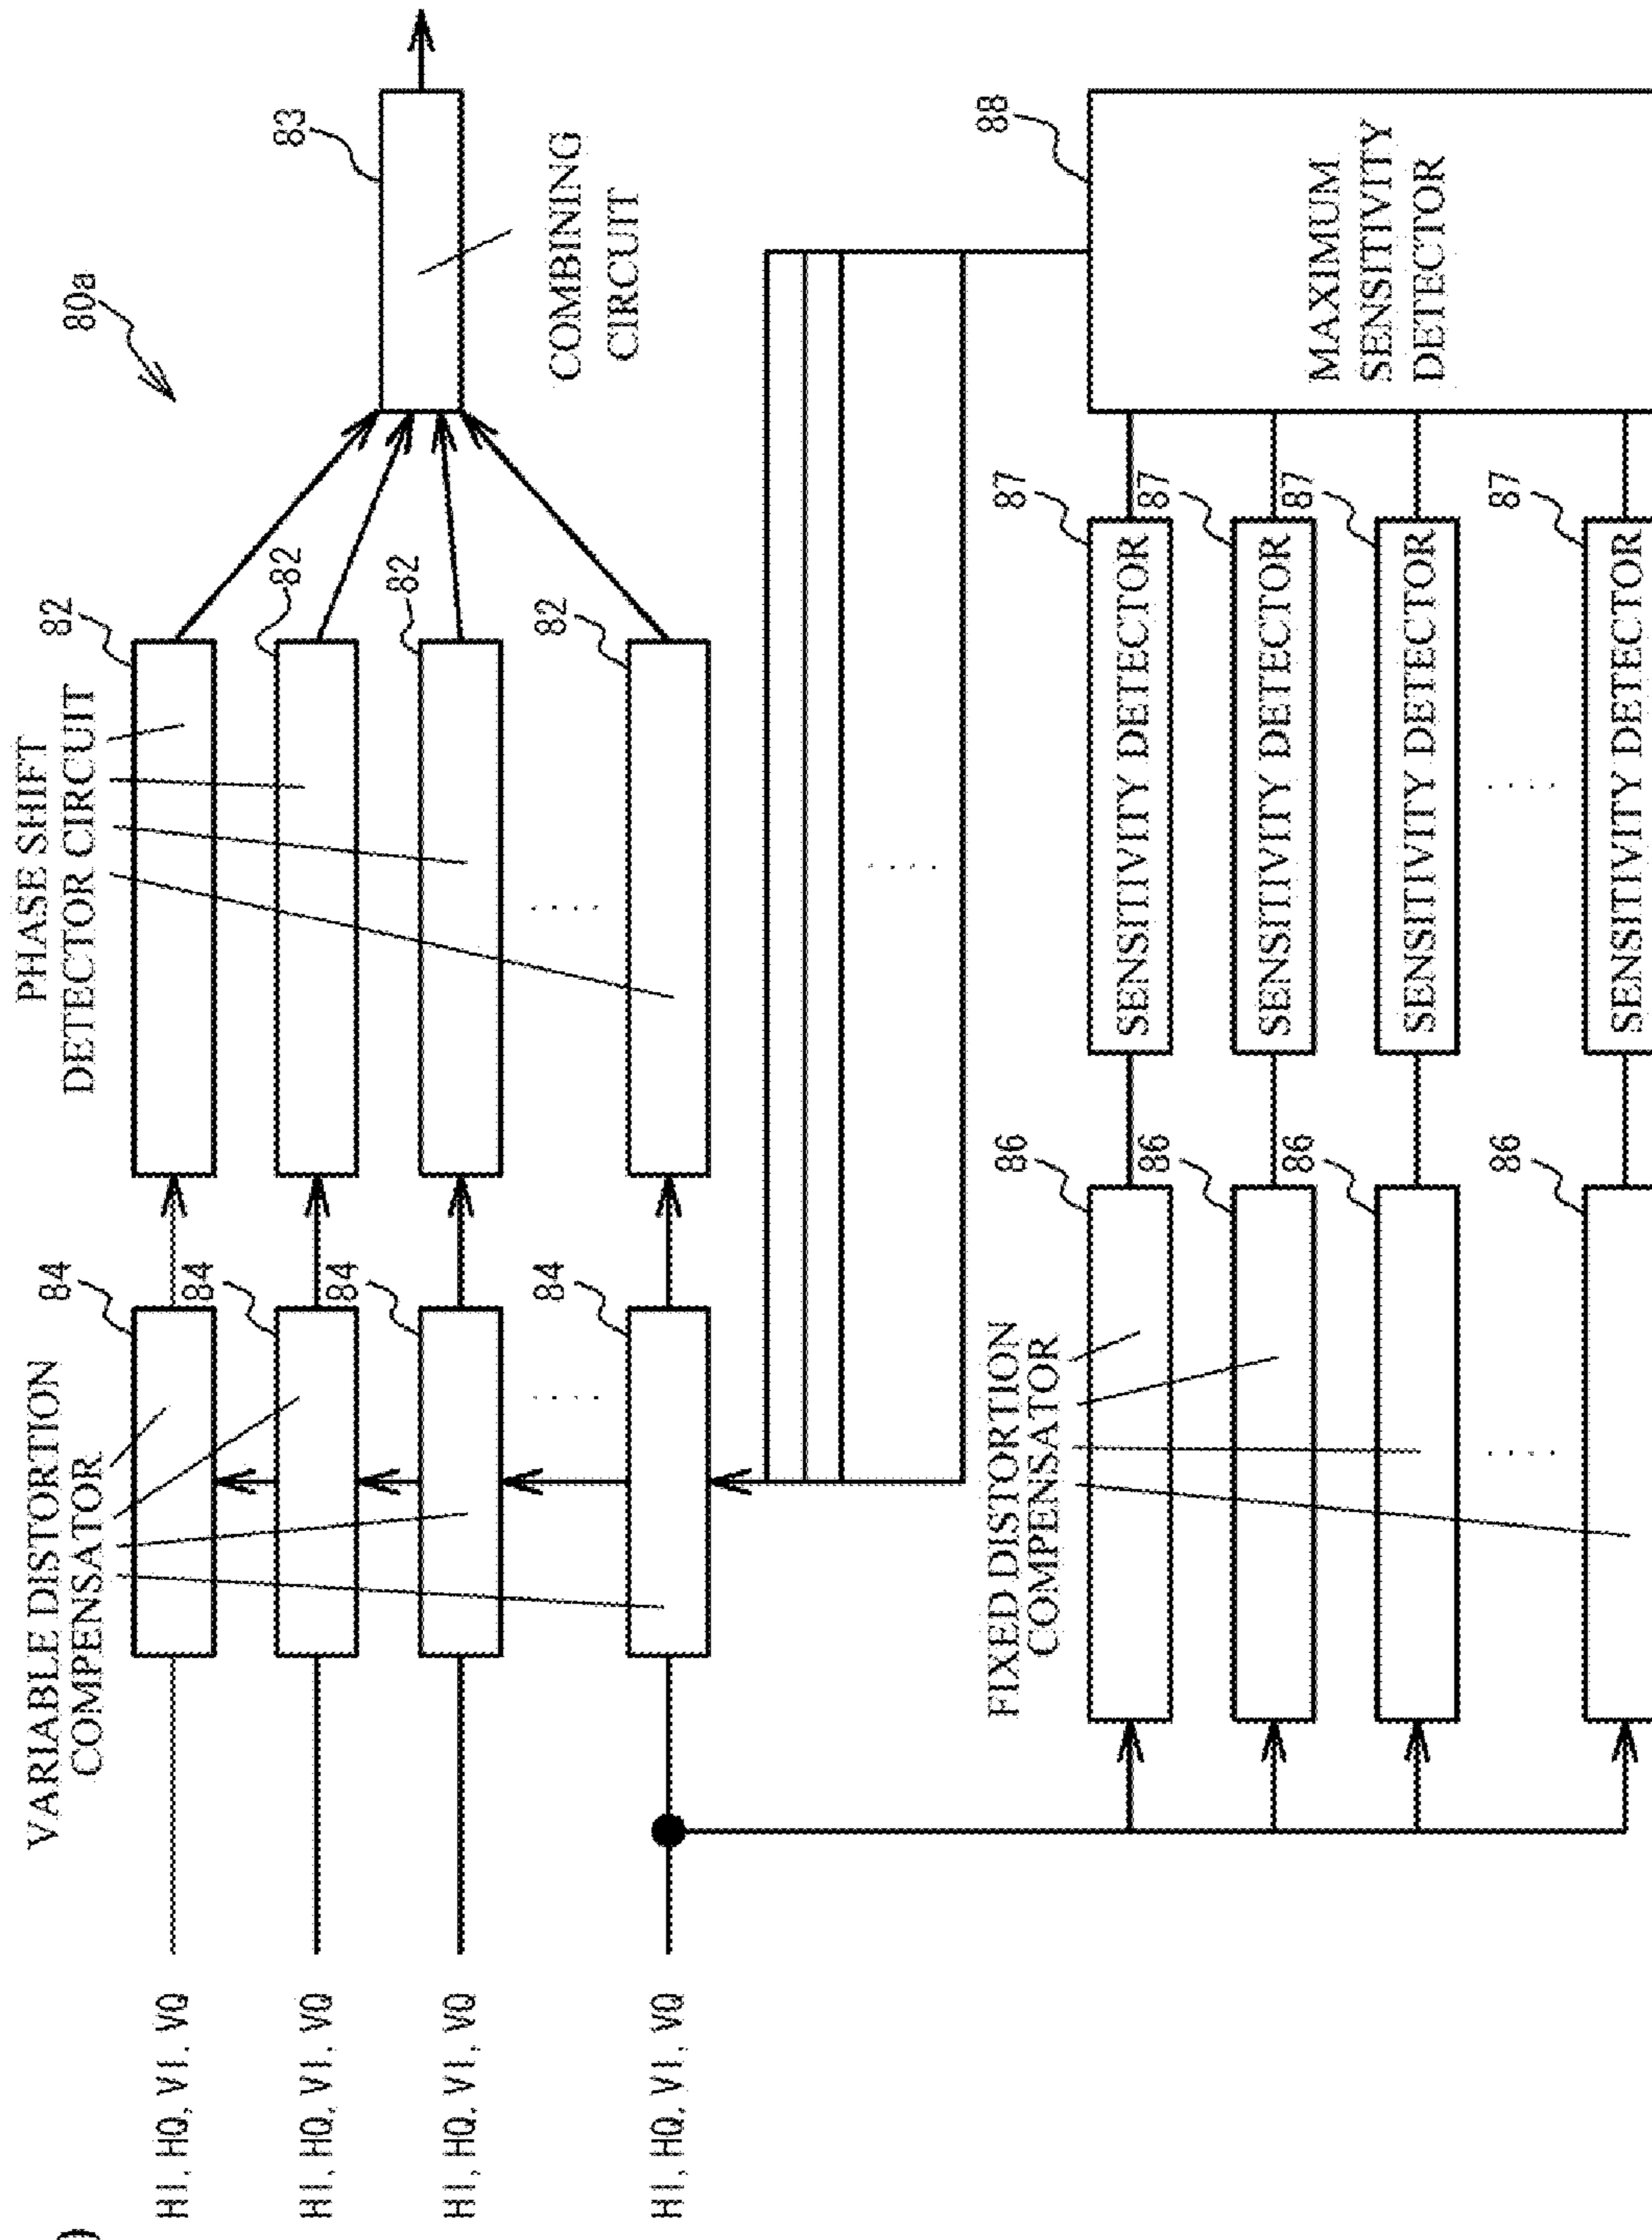 80a
PHASE SHIFT
DETECTOR CIRCUIT
VARIABLE DISTORTION
COMPENSATOR
HI, HQ, VI, VQ
84
82
HI, HQ, VI, VQ
84
82
HI, HQ, VI, VQ
84
82
. . . .
. . . .
HI, HQ, VI, VQ
84
82
83
COMBINING
CIRCUIT
. . . .
FIXED DISTORTION
COMPENSATOR
86
87
SENSITIVITY DETECTOR
86
87
SENSITIVITY DETECTOR
86
87
SENSITIVITY DETECTOR
. . . .
. . . .
86
87
SENSITIVITY DETECTOR
88
MAXIMUM
SENSITIVITY
DETECTOR